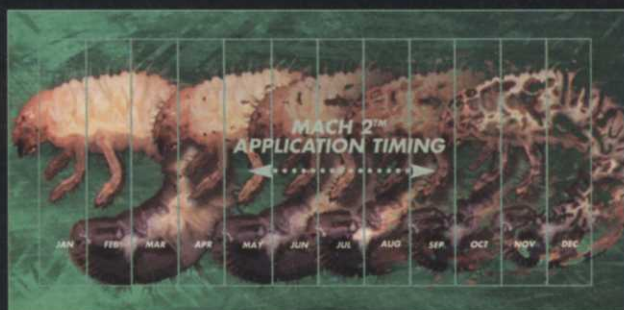 MACH 2™
APPLICATION TIMING
JAN FEB MAR APR MAY JUN JUL AUG SEP OCT NOV DEC